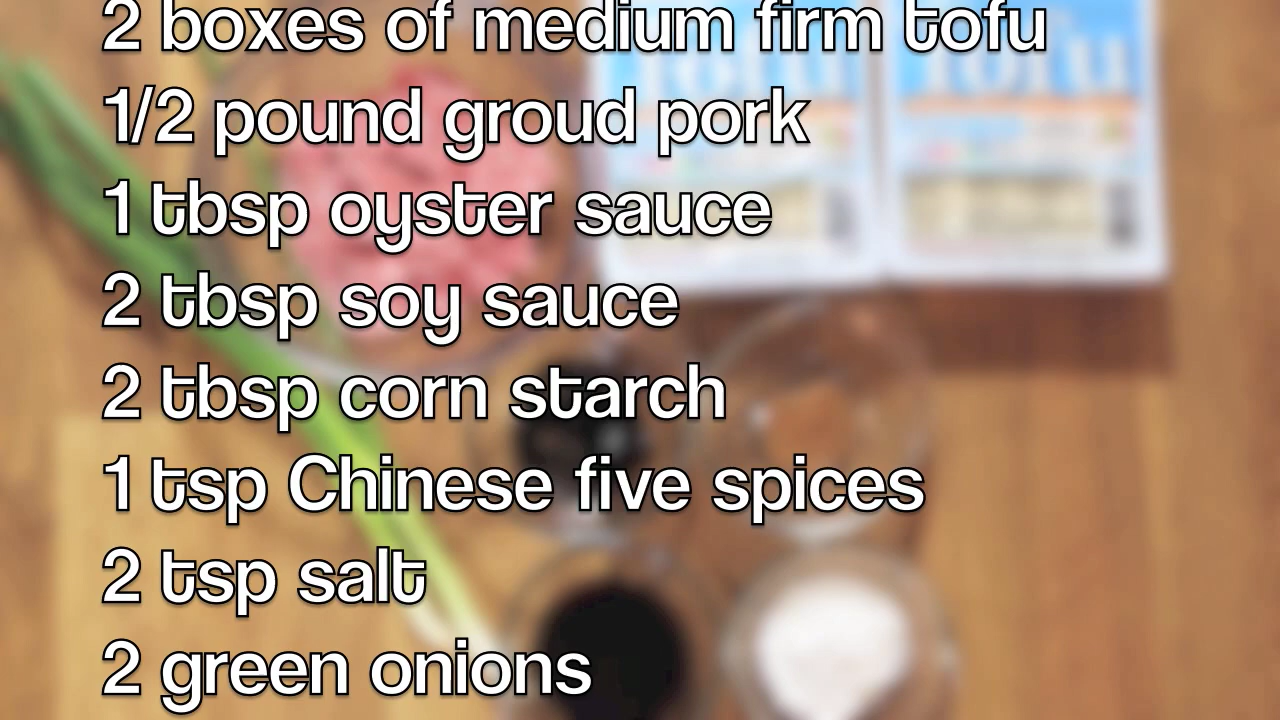 2 boxes of medium firm tofu
1/2 pound groud pork
1 tbsp oyster sauce
2 tbsp soy sauce
2 tbsp corn starch
1 tsp Chinese five spices
2 tsp salt
2 green onions